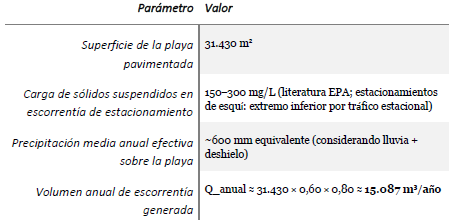 Parámetro Valor
Superficie de la playa
pavimentada
31.430 m²
Carga de sólidos suspendidos en
escorrentía de estacionamiento
150–300 mg/L (literatura EPA; estacionamientos
de esquí: extremo inferior por tráfico estacional)
Precipitación media anual efectiva
sobre la playa
~600 mm equivalente (considerando lluvia +
deshielo)
Volumen anual de escorrentía
generada
Q_anual ≈ 31.430 × 0,60 × 0,80 ≈ 15.087 m³/año